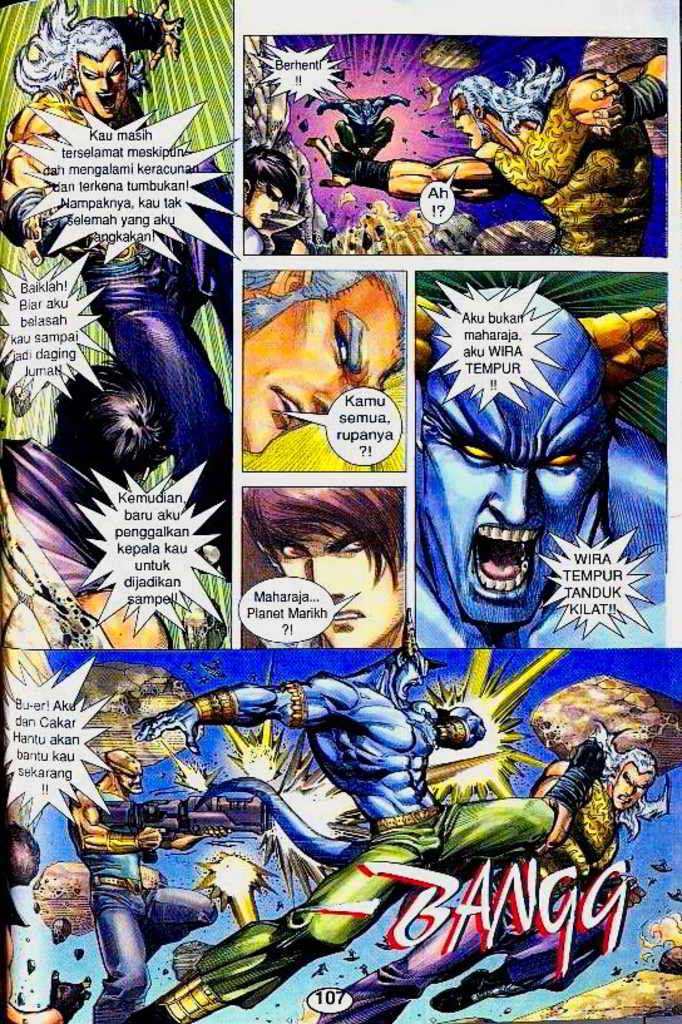 Kau masih
terselamat meskipun
dah mengalami keracunan
dan terkena tumbukan!
Nampaknya, kau tak
selemah yang aku
angkakan!
Baiklah!
Biar aku
belasah
kau sampai
jadi daging
lumat!
Kemudian,
baru aku
penggalkan
kepala kau
untuk
dijadikan
sampel!
Berhenti
!!
Ah
!?
Kamu
semua,
rupanya
?!
Maharaja...
Planet Marikh
?!
Aku bukan
maharaja,
aku WIRA
TEMPUR
!!
WIRA
TEMPUR
TANDUK
KILAT!!
Bu-er! Aku
dan Cakar
Hantu akan
bantu kau
sekarang
!!
BANGG
107